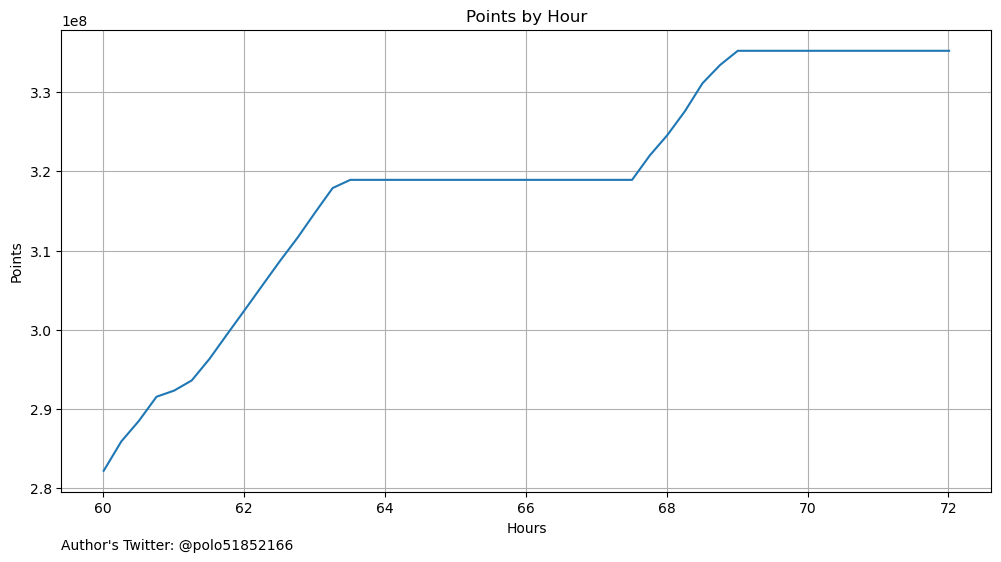 Points by Hour
1e8
3.3
3.2
3.1
3.0
2.9
2.8
Points
60 62 64 66 68 70 72
Hours
Author's Twitter: @polo51852166